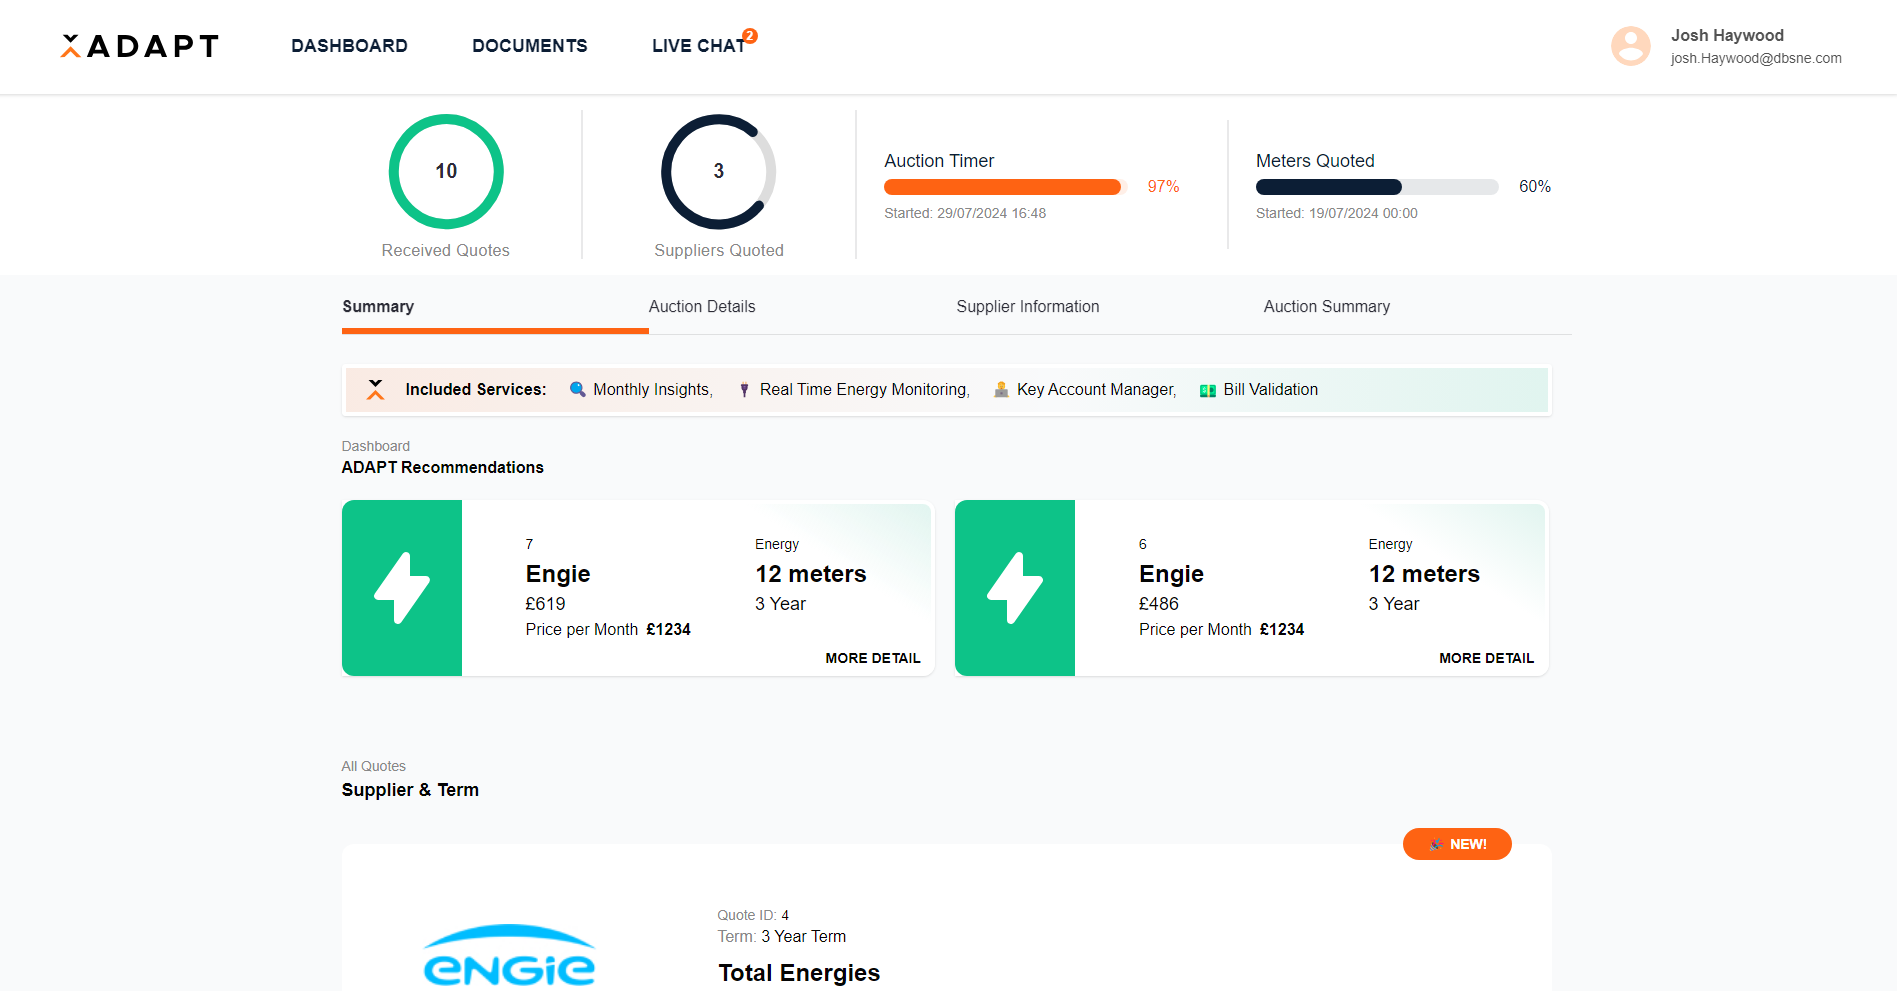 ADAPT
DASHBOARD
DOCUMENTS
LIVE CHAT
2
Josh Haywood
josh.Haywood@dbsne.com
10
Received Quotes
3
Suppliers Quoted
Auction Timer
97%
Started: 29/07/2024 16:48
Meters Quoted
60%
Started: 19/07/2024 00:00
Summary
Auction Details
Supplier Information
Auction Summary
Included Services: Monthly Insights, Real Time Energy Monitoring, Key Account Manager, Bill Validation
Dashboard
ADAPT Recommendations
7
Engie
£619
Price per Month £1234
Energy
12 meters
3 Year
MORE DETAIL
6
Engie
£486
Price per Month £1234
Energy
12 meters
3 Year
MORE DETAIL
All Quotes
Supplier & Term
NEW!
eNGie
Quote ID: 4
Term: 3 Year Term
Total Energies